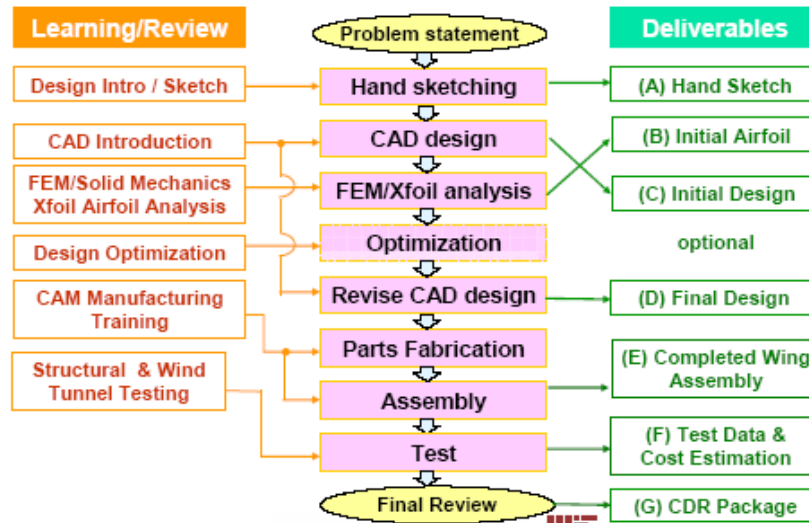 Learning/Review
Problem statement
Deliverables
Design Intro / Sketch
Hand sketching
(A) Hand Sketch
CAD Introduction
CAD design
(B) Initial Airfoil
FEM/Solid Mechanics
Xfoil Airfoil Analysis
FEM/Xfoil analysis
(C) Initial Design
Design Optimization
Optimization
optional
CAM Manufacturing
Training
Revise CAD design
(D) Final Design
Parts Fabrication
Structural & Wind
Tunnel Testing
Assembly
(E) Completed Wing
Assembly
Test
(F) Test Data &
Cost Estimation
Final Review
(G) CDR Package